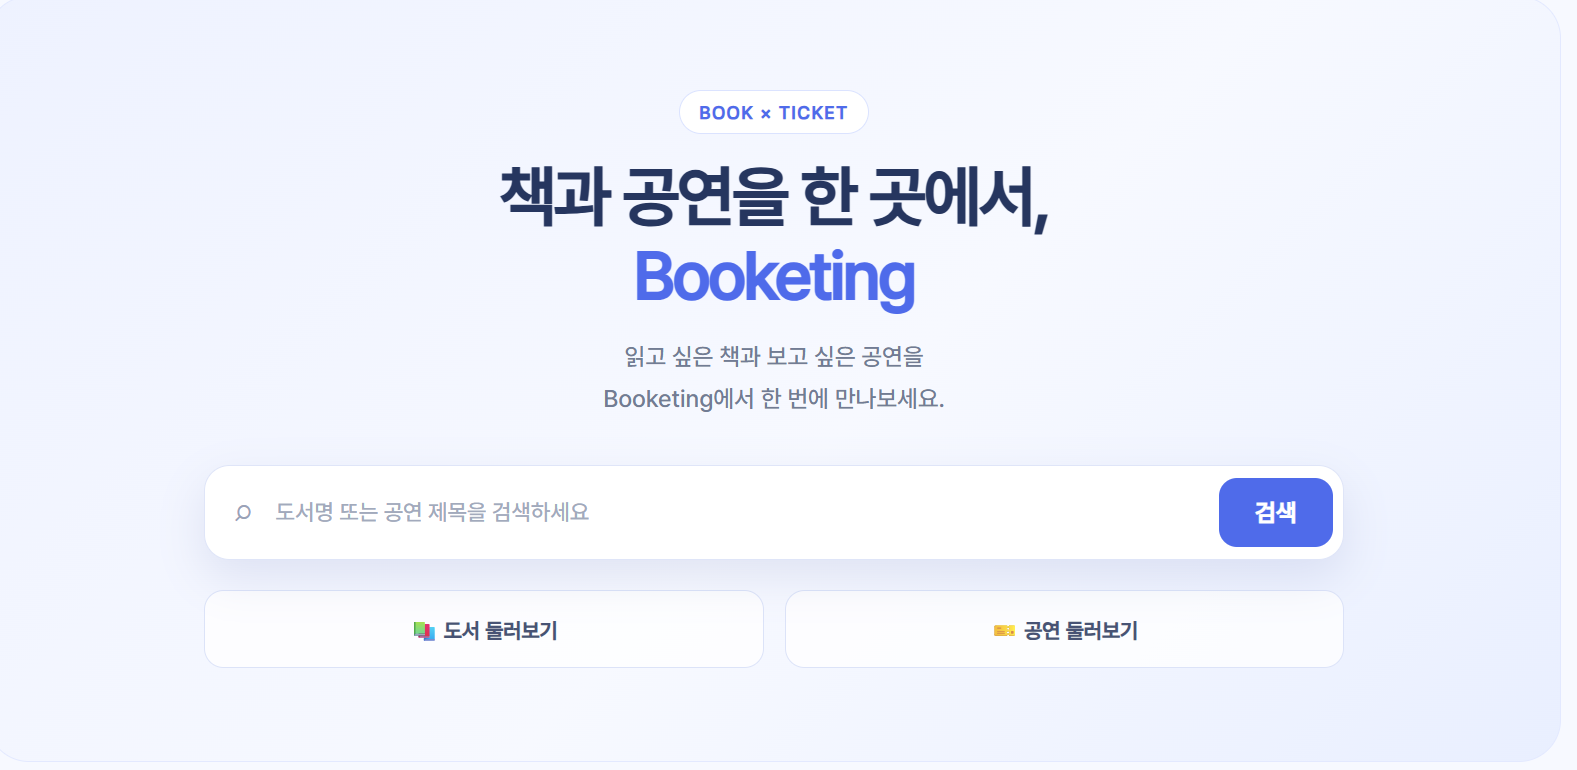 BOOK × TICKET
책과 공연을 한 곳에서,
Booketing
읽고 싶은 책과 보고 싶은 공연을
Booketing에서 한 번에 만나보세요.
도서명 또는 공연 제목을 검색하세요
검색
도서 둘러보기
공연 둘러보기